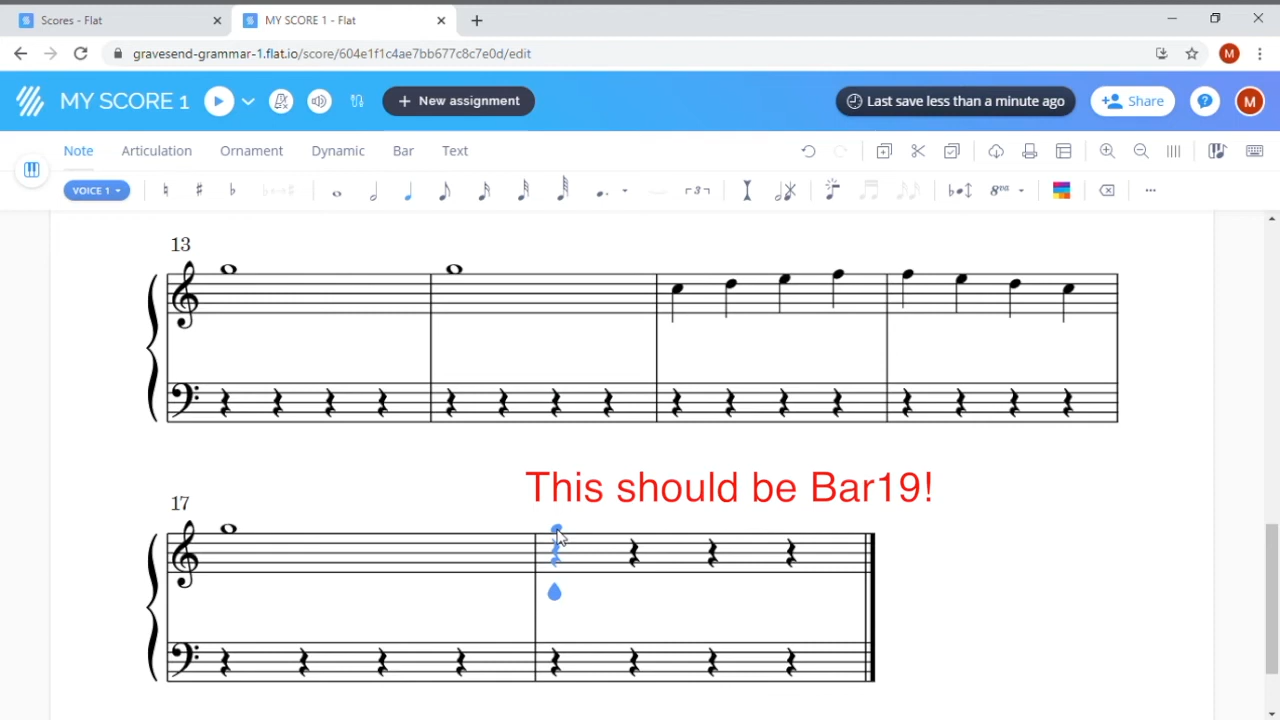 Scores - Flat
MY SCORE 1 - Flat
gravesend-grammar-1.flat.io/score/604e1f1c4ae7bb677c8c7e0d/edit
M
MY SCORE 1
+ New assignment
Last save less than a minute ago
Share
M
Note
Articulation
Ornament
Dynamic
Bar
Text
VOICE 1
3
8va
13
This should be Bar19!
17